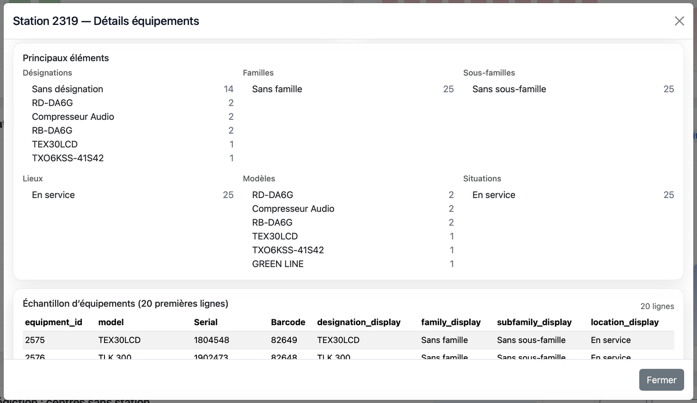 Station 2319 — Détails équipements
Principaux éléments
Désignations
Sans désignation 14
RD-DA6G 2
Compresseur Audio 2
RB-DA6G 2
TEX30LCD 1
TXO6KSS-41S42 1
Familles
Sans famille 25
Sous-familles
Sans sous-famille 25
Lieux
En service 25
Modèles
RD-DA6G 2
Compresseur Audio 2
RB-DA6G 2
TEX30LCD 1
TXO6KSS-41S42 1
GREEN LINE 1
Situations
En service 25
Échantillon d’équipements (20 premières lignes)
20 lignes
equipment_id model Serial Barcode designation_display family_display subfamily_display location_display
2575 TEX30LCD 1804548 82649 TEX30LCD Sans famille Sans sous-famille En service
2576 TLK 300 1902473 82648 TLK 300 Sans famille Sans sous-famille En service
Fermer